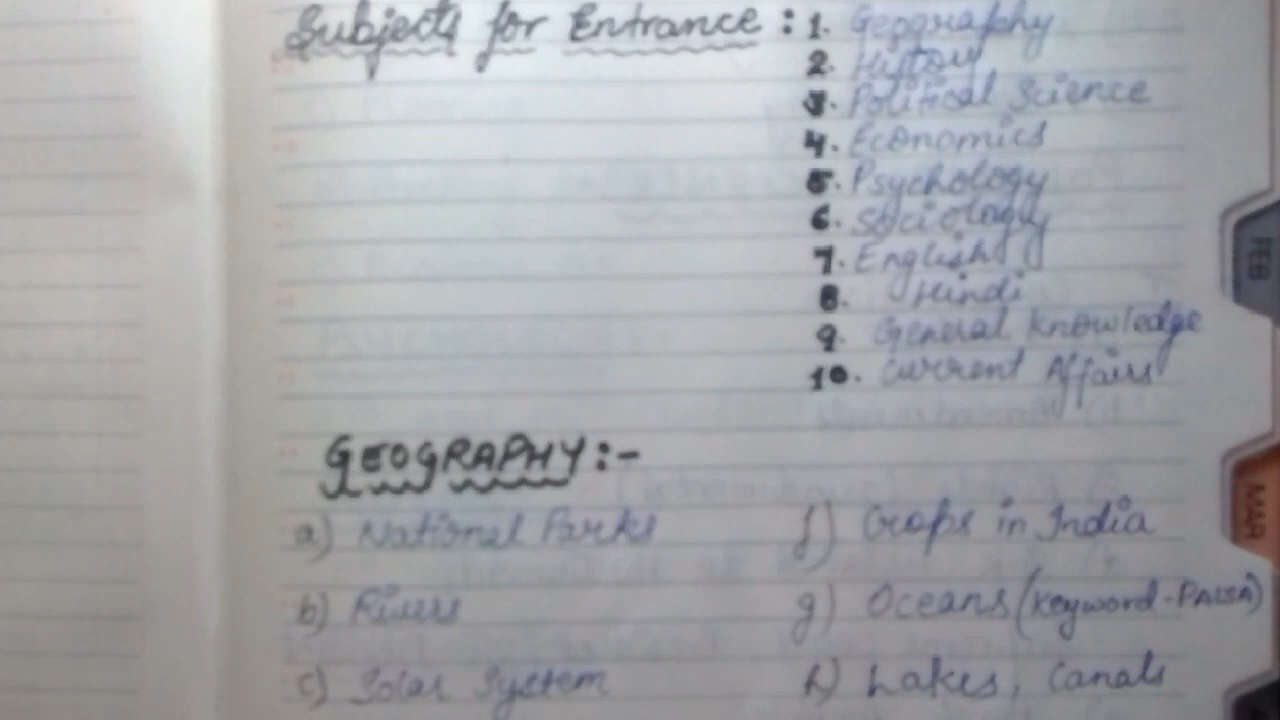 Subjects for Entrance : 1. Geography
2. History
3. Political Science
4. Economics
5. Psychology
6. Sociology
7. English
8. Hindi
9. General Knowledge
10. Current Affairs
GEOGRAPHY :-
a) National Parks
b) Rivers
c) Solar System
f) Crops in India
g) Oceans (Keyword - PAISA)
h) Lakes, Canals
FEB
MAR